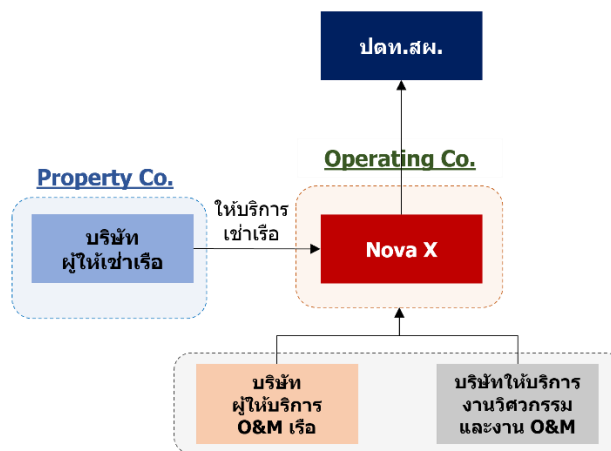 ปตท.สผ.
Operating Co.
Property Co.
ให้บริการ
เช่าเรือ
บริษัท
ผู้ให้เช่าเรือ
Nova X
บริษัท
ผู้ให้บริการ
O&M เรือ
บริษัทให้บริการ
งานวิศวกรรม
และงาน O&M